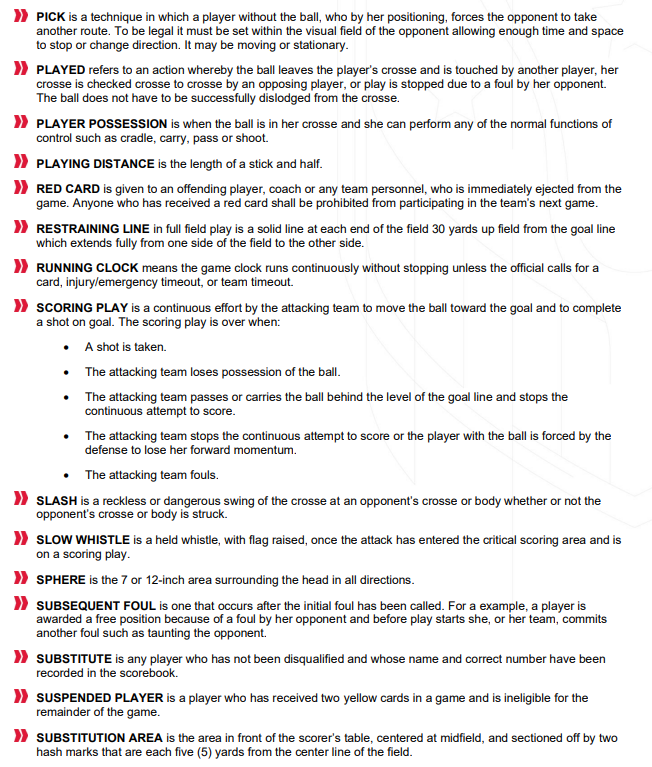 PICK is a technique in which a player without the ball, who by her positioning, forces the opponent to take
another route. To be legal it must be set within the visual field of the opponent allowing enough time and space
to stop or change direction. It may be moving or stationary.
PLAYED refers to an action whereby the ball leaves the player's crosse and is touched by another player, her
crosse is checked crosse to crosse by an opposing player, or play is stopped due to a foul by her opponent.
The ball does not have to be successfully dislodged from the crosse.
PLAYER POSSESSION is when the ball is in her crosse and she can perform any of the normal functions of
control such as cradle, carry, pass or shoot.
PLAYING DISTANCE is the length of a stick and half.
RED CARD is given to an offending player, coach or any team personnel, who is immediately ejected from the
game. Anyone who has received a red card shall be prohibited from participating in the team's next game.
RESTRAINING LINE in full field play is a solid line at each end of the field 30 yards up field from the goal line
which extends fully from one side of the field to the other side.
RUNNING CLOCK means the game clock runs continuously without stopping unless the official calls for a
card, injury/emergency timeout, or team timeout.
SCORING PLAY is a continuous effort by the attacking team to move the ball toward the goal and to complete
a shot on goal. The scoring play is over when:
• A shot is taken.
• The attacking team loses possession of the ball.
• The attacking team passes or carries the ball behind the level of the goal line and stops the
continuous attempt to score.
• The attacking team stops the continuous attempt to score or the player with the ball is forced by the
defense to lose her forward momentum.
• The attacking team fouls.
SLASH is a reckless or dangerous swing of the crosse at an opponent's crosse or body whether or not the
opponent's crosse or body is struck.
SLOW WHISTLE is a held whistle, with flag raised, once the attack has entered the critical scoring area and is
on a scoring play.
SPHERE is the 7 or 12-inch area surrounding the head in all directions.
SUBSEQUENT FOUL is one that occurs after the initial foul has been called. For a example, a player is
awarded a free position because of a foul by her opponent and before play starts she, or her team, commits
another foul such as taunting the opponent.
SUBSTITUTE is any player who has not been disqualified and whose name and correct number have been
recorded in the scorebook.
SUSPENDED PLAYER is a player who has received two yellow cards in a game and is ineligible for the
remainder of the game.
SUBSTITUTION AREA is the area in front of the scorer's table, centered at midfield, and sectioned off by two
hash marks that are each five (5) yards from the center line of the field.